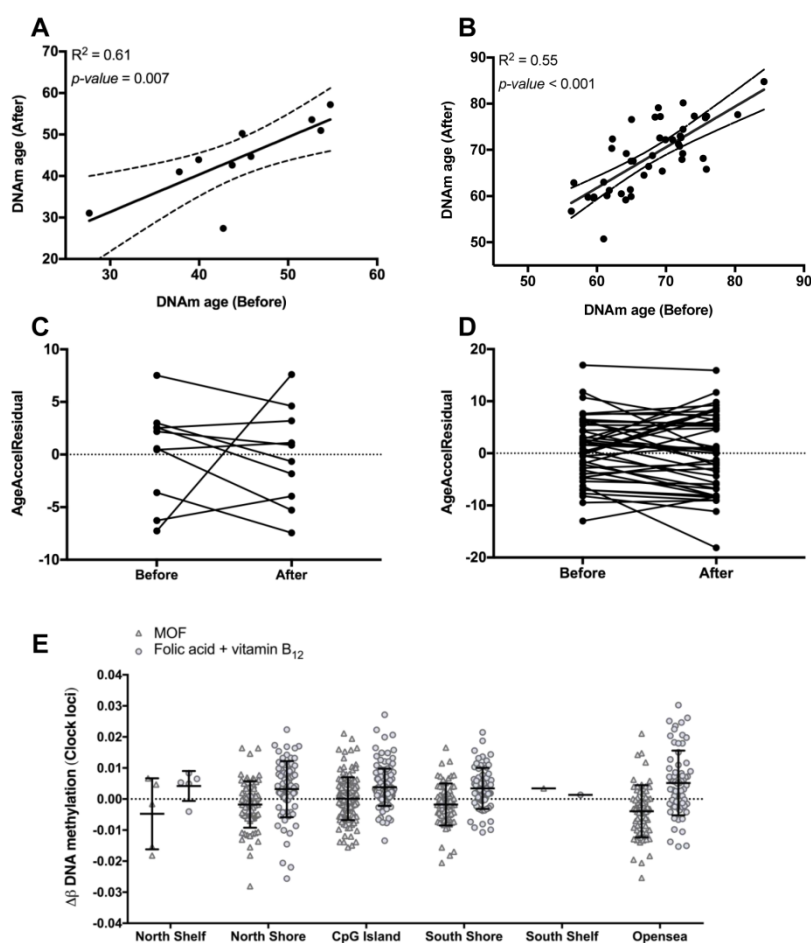 A
R² = 0.61
p-value = 0.007
DNAm age (After)
70
60
50
40
30
20
30
40
50
60
DNAm age (Before)
B
R² = 0.55
p-value < 0.001
DNAm age (After)
90
80
70
60
50
50
60
70
80
90
DNAm age (Before)
C
AgeAccelResidual
10
5
0
-5
-10
Before
After
D
AgeAccelResidual
20
10
0
-10
-20
Before
After
E
MOF
Folic acid + vitamin B₁₂
Δβ DNA methylation (Clock loci)
0.04
0.03
0.02
0.01
0.00
-0.01
-0.02
-0.03
-0.04
North Shelf
North Shore
CpG Island
South Shore
South Shelf
Opensea